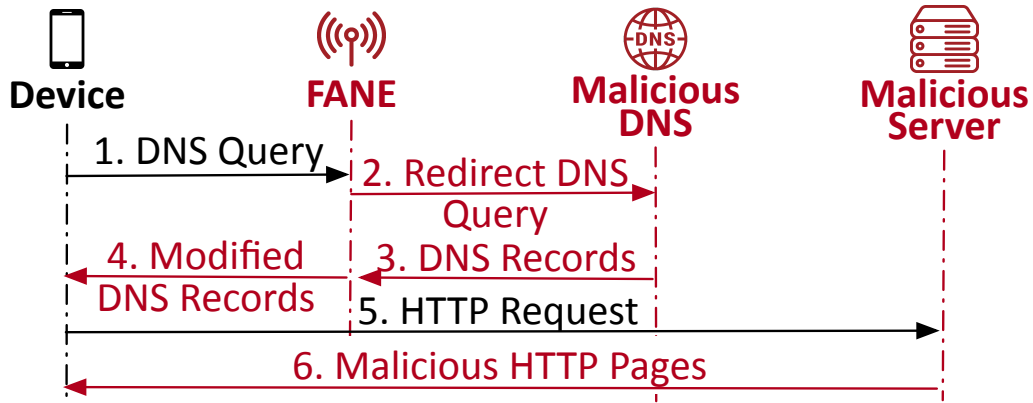 DNS
Device
FANE
Malicious
DNS
Malicious
Server
1. DNS Query
2. Redirect DNS
Query
3. DNS Records
4. Modified
DNS Records
5. HTTP Request
6. Malicious HTTP Pages